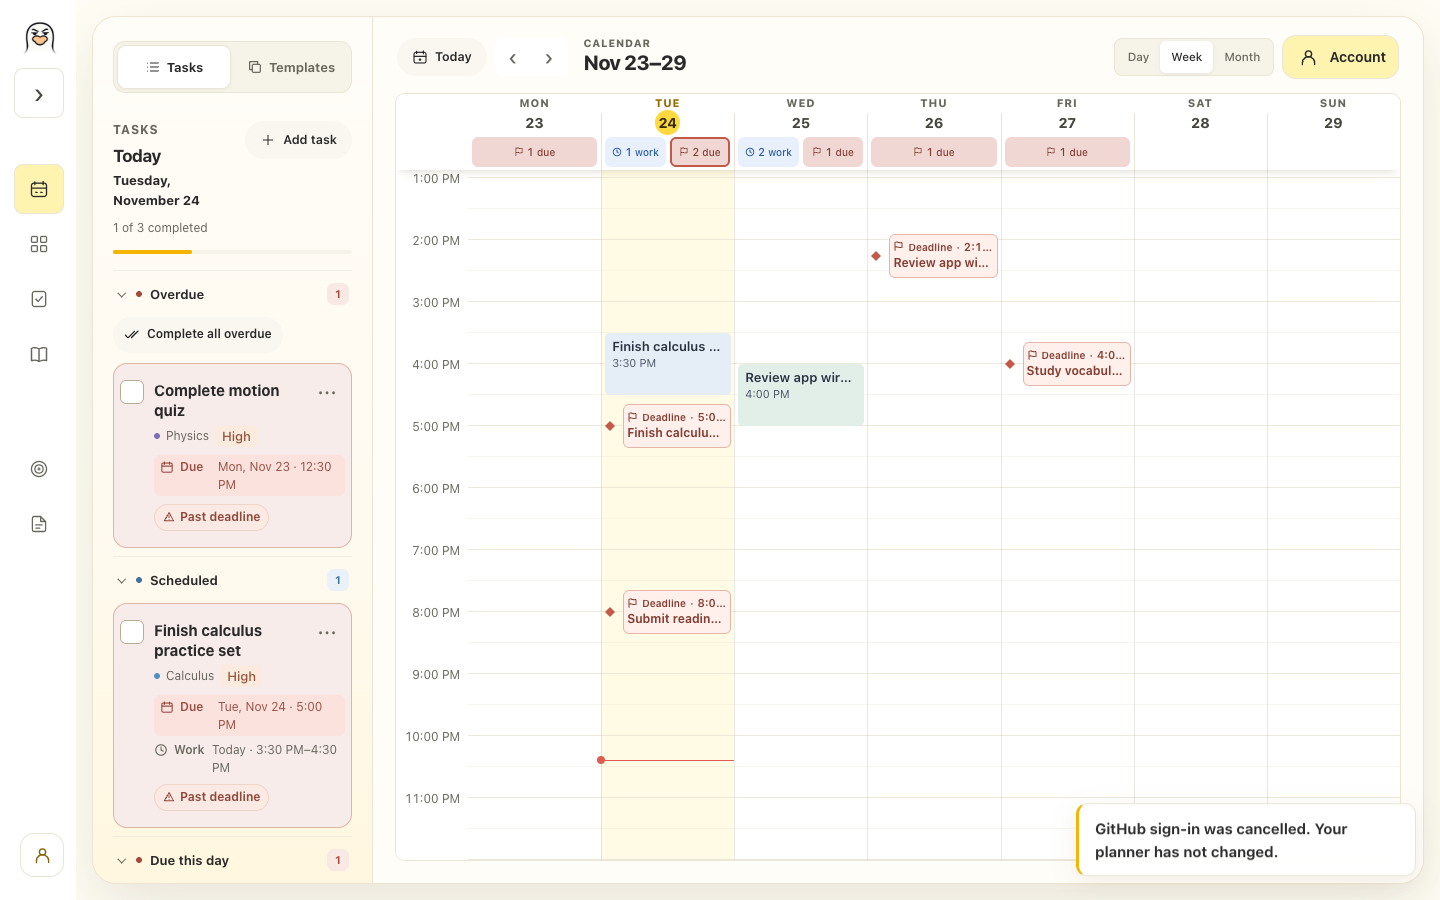 Tasks
Templates
TASKS
Add task
Today
Tuesday,
November 24
1 of 3 completed
Overdue
1
Complete all overdue
Complete motion
quiz
Physics
High
Due
Mon, Nov 23 · 12:30
PM
Past deadline
Scheduled
1
Finish calculus
practice set
Calculus
High
Due
Tue, Nov 24 · 5:00
PM
Work
Today · 3:30 PM–4:30
PM
Past deadline
Due this day
1
Today
CALENDAR
Nov 23–29
Day
Week
Month
Account
MON
23
TUE
24
WED
25
THU
26
FRI
27
SAT
28
SUN
29
1 due
1 work
2 due
2 work
1 due
1 due
1 due
1:00 PM
2:00 PM
3:00 PM
4:00 PM
5:00 PM
6:00 PM
7:00 PM
8:00 PM
9:00 PM
10:00 PM
11:00 PM
Finish calculus ...
3:30 PM
Deadline · 5:0...
Finish calculu...
Deadline · 8:0...
Submit readin...
Review app wir...
4:00 PM
Deadline · 2:1...
Review app wi...
Deadline · 4:0...
Study vocabul...
GitHub sign-in was cancelled. Your
planner has not changed.